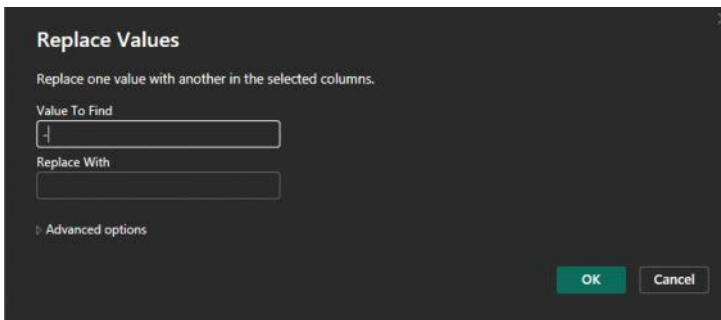 Replace Values
Replace one value with another in the selected columns.
Value To Find
-
Replace With
Advanced options
OK Cancel